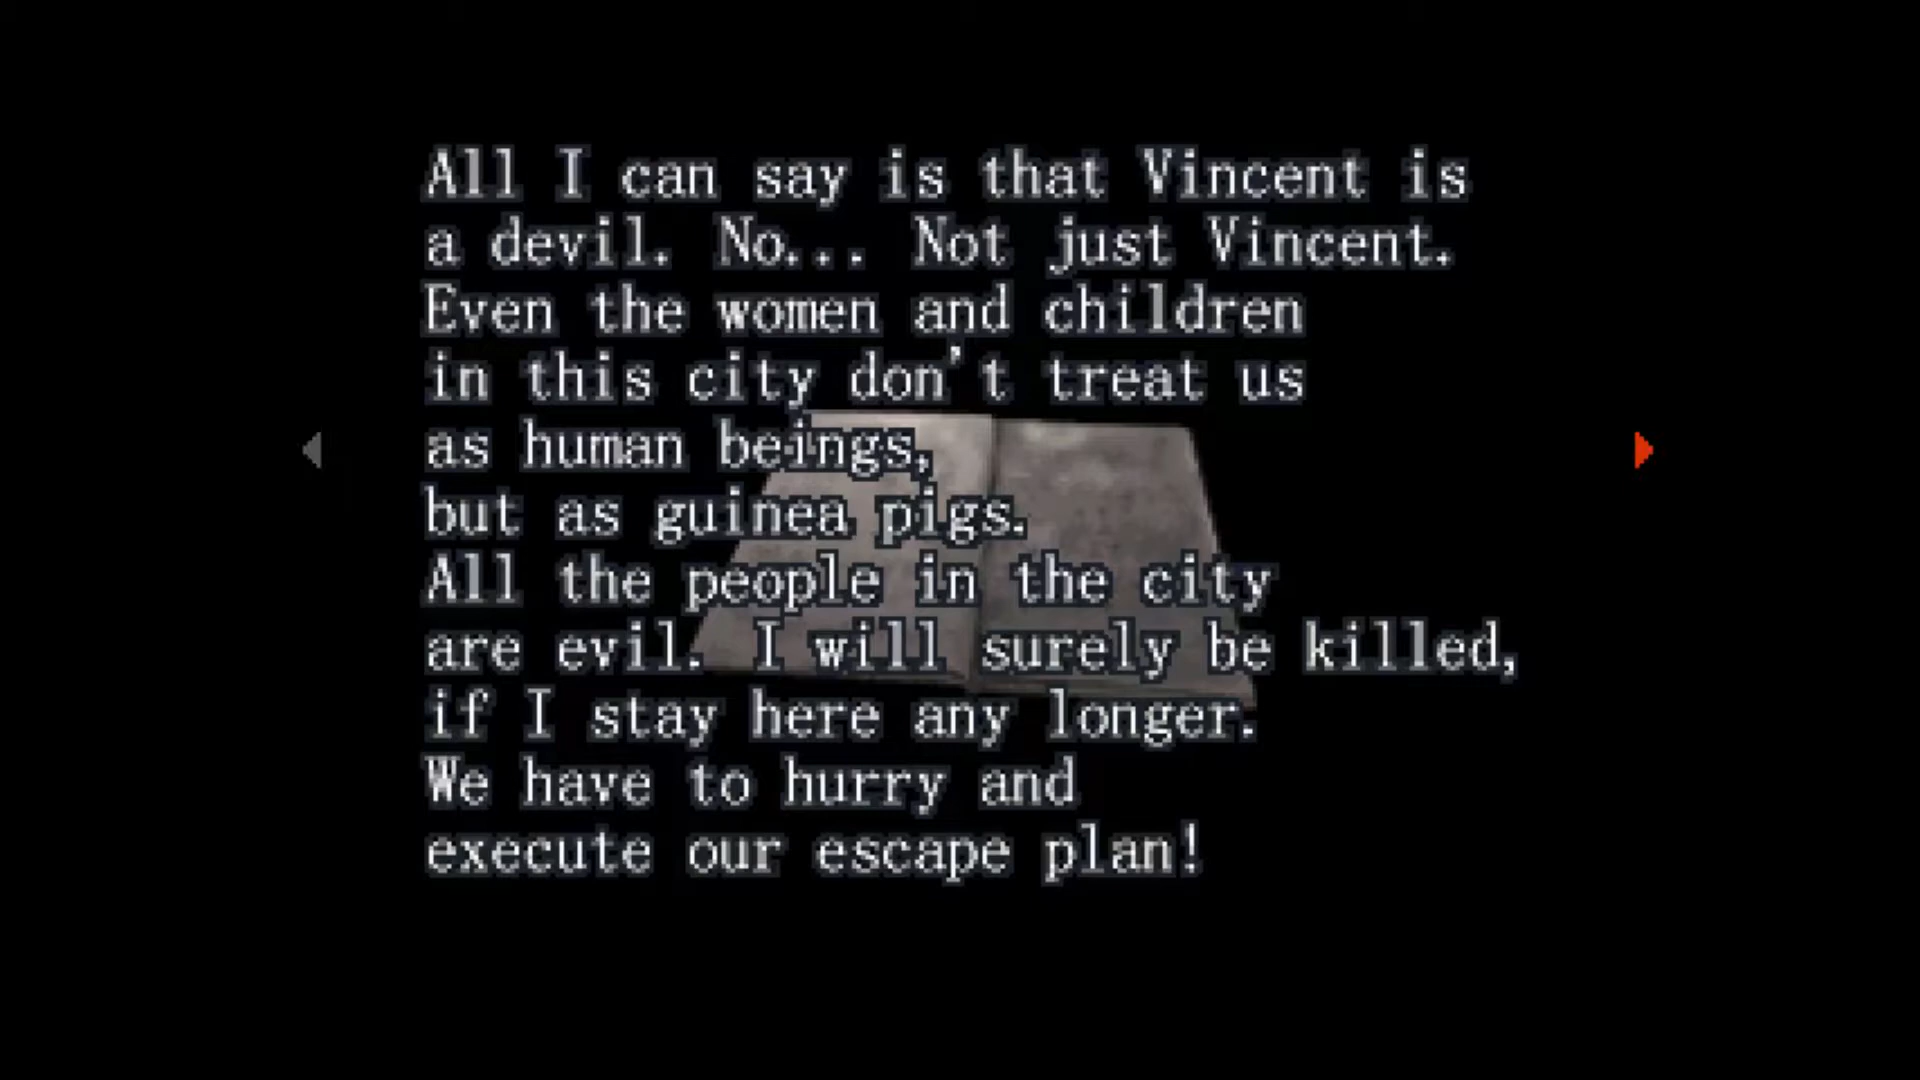 All I can say is that Vincent is
a devil. No... Not just Vincent.
Even the women and children
in this city don't treat us
as human beings,
but as guinea pigs.
All the people in the city
are evil. I will surely be killed,
if I stay here any longer.
We have to hurry and
execute our escape plan!